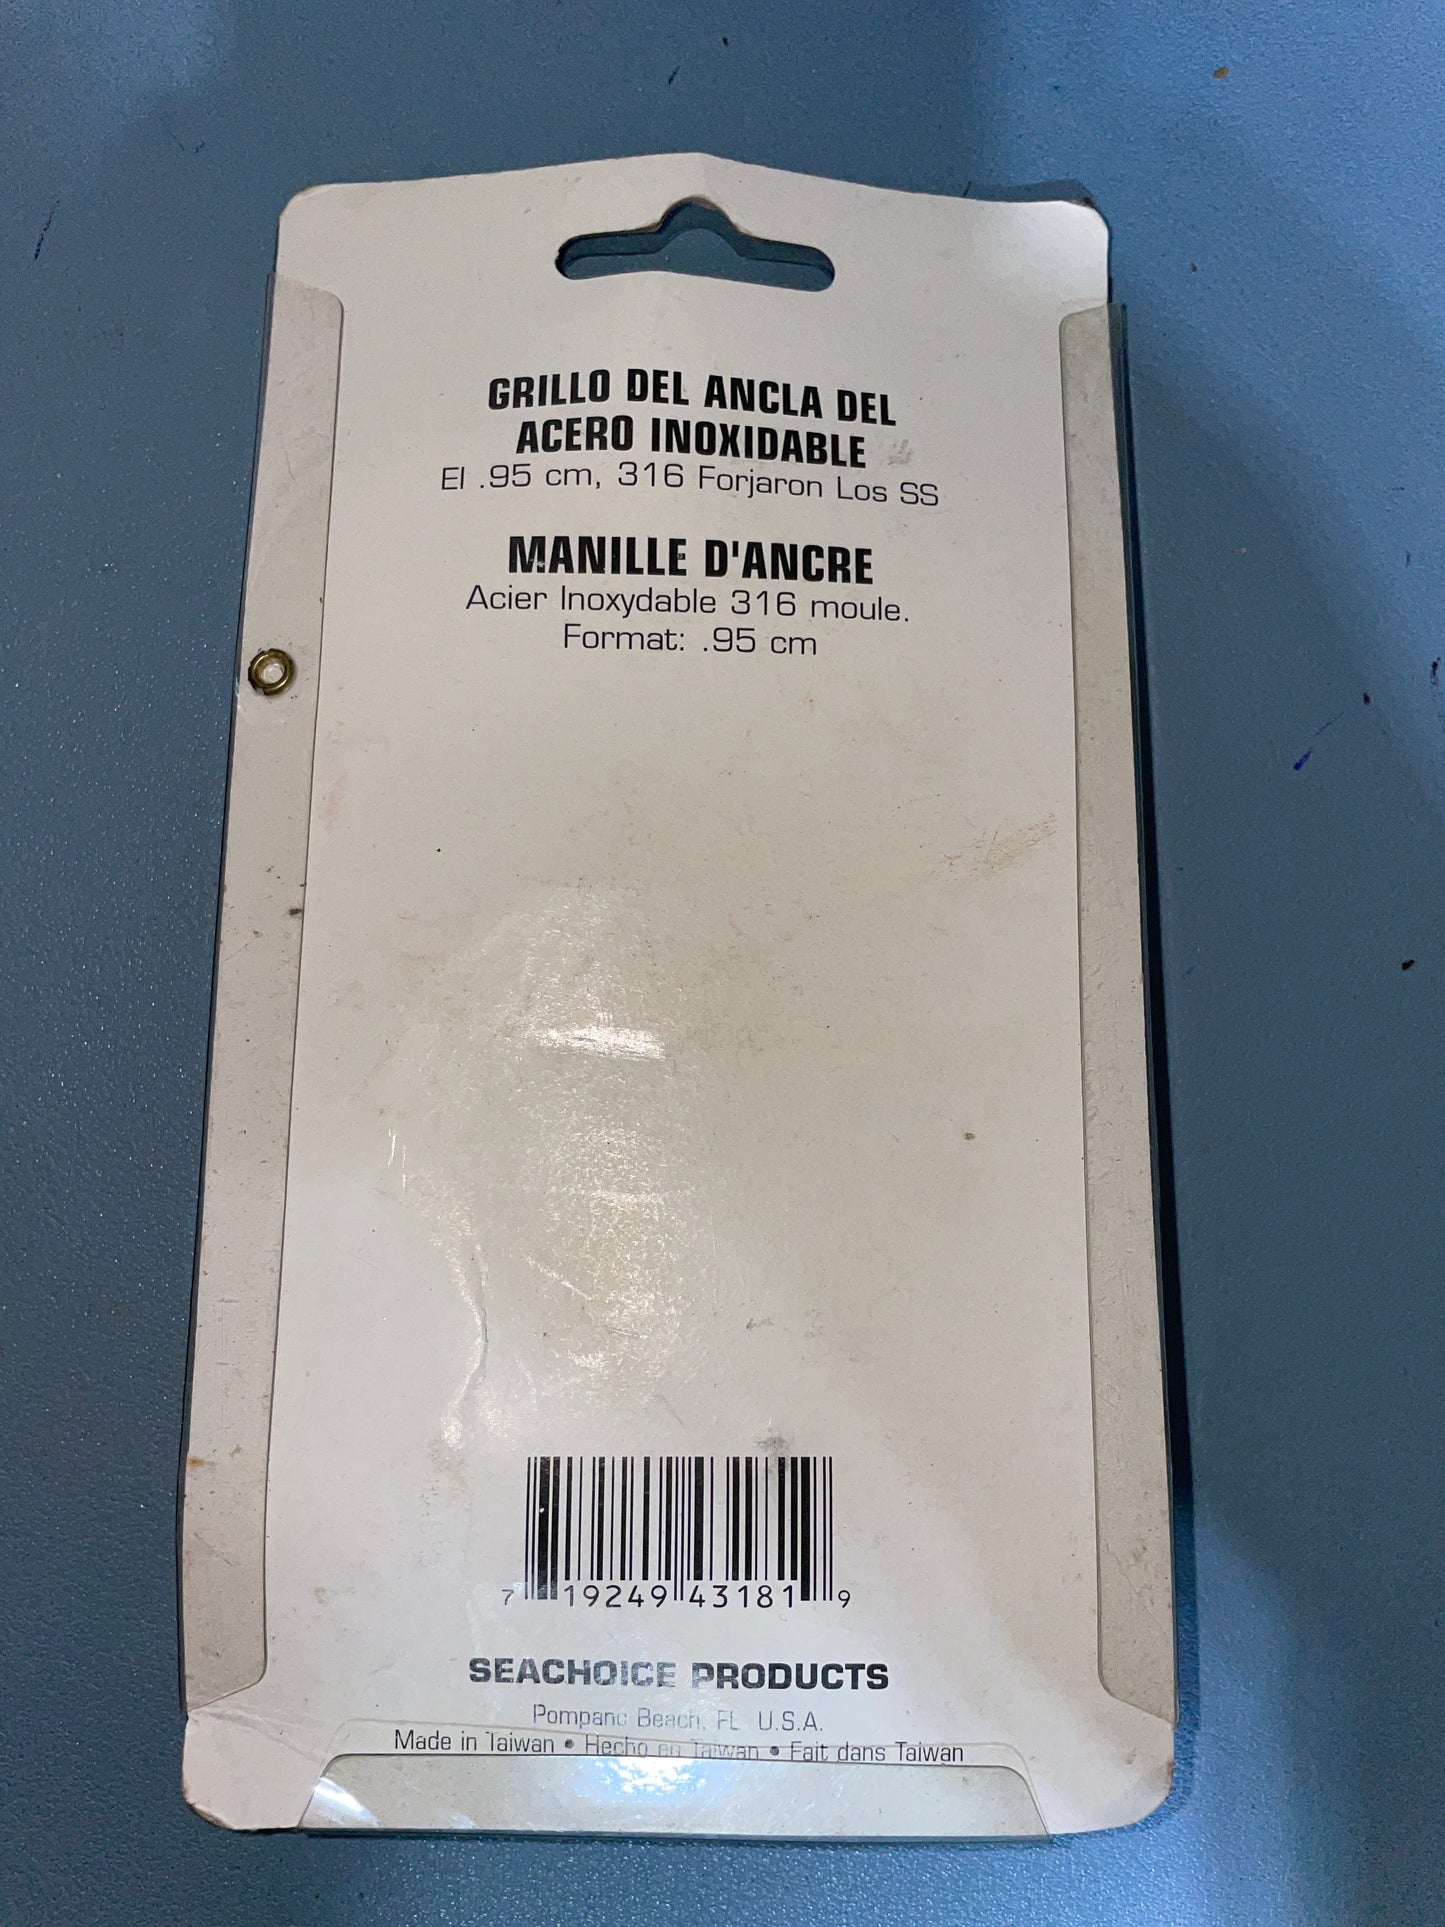 GRILLO DEL ANCLA DEL
ACERO INOXIDABLE
El .95 cm, 316 Forjaron Los SS
MANILLE D'ANCRE
Acier Inoxydable 316 moule.
Format: .95 cm
7 19249 43181 9
SEACHOICE PRODUCTS
Pompano Beach, FL U.S.A.
Made in Taiwan • Hecho en Taiwan • Fait dans Taiwan